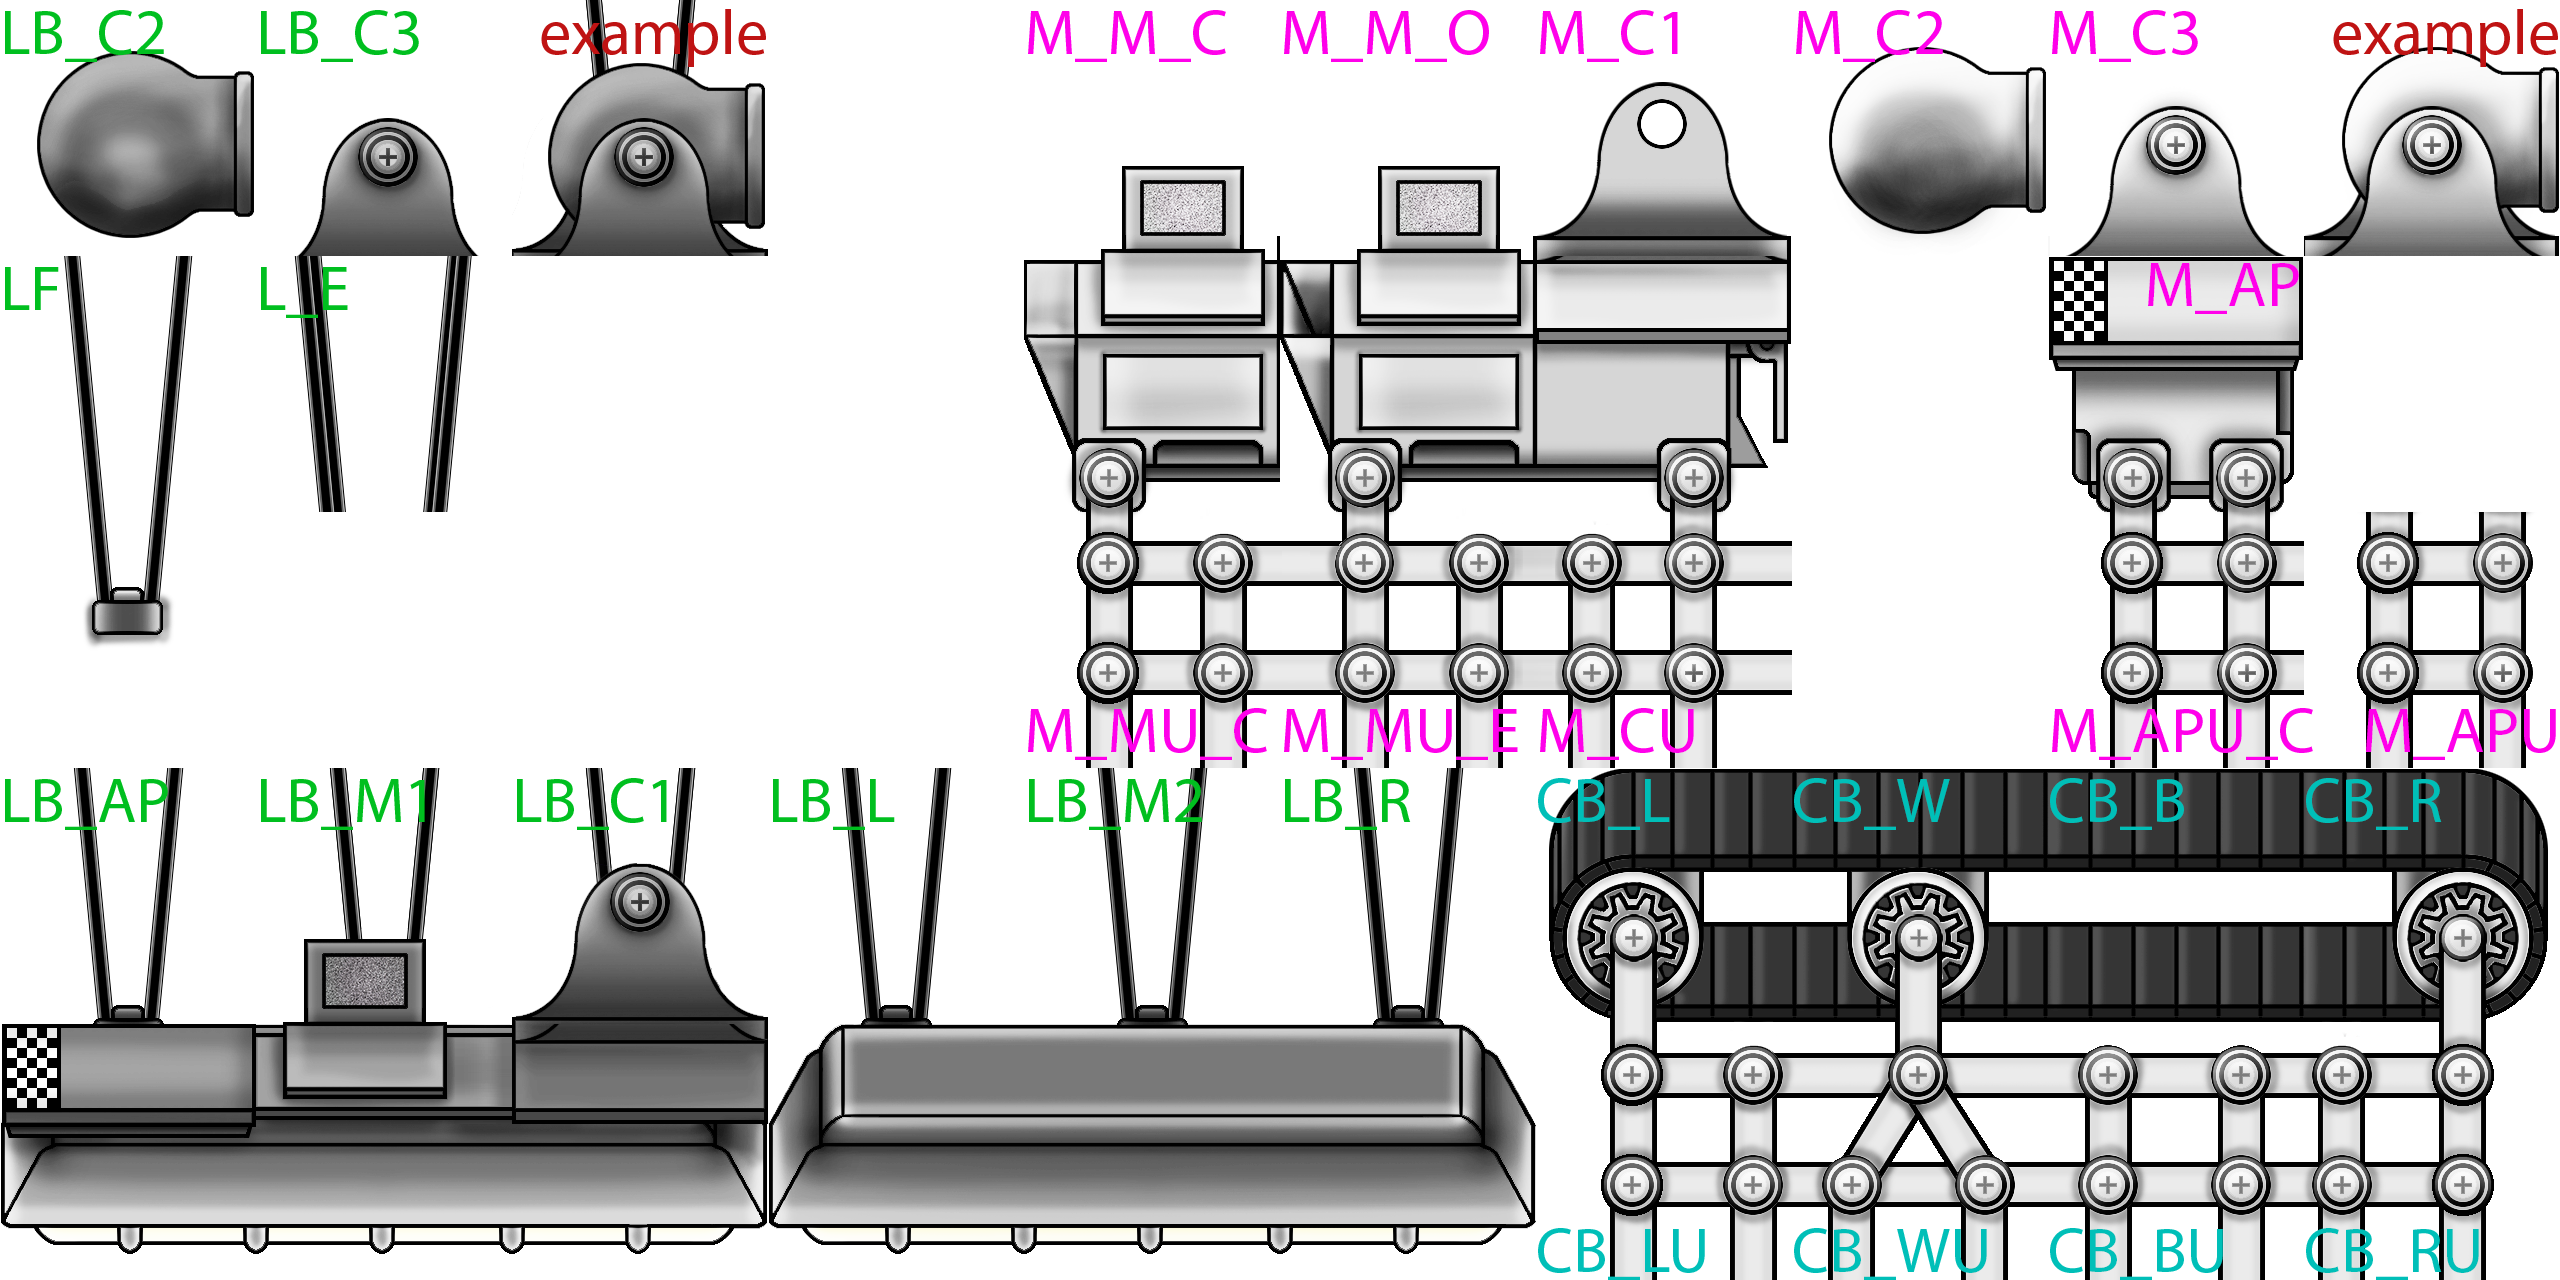 LB_C2 LB_C3 example M_M_C M_M_O M_C1 M_C2 M_C3 example
LF L_E M_AP
M_MU_C M_MU_E M_CU M_APU_C M_APU
LB_AP LB_M1 LB_C1 LB_L LB_M2 LB_R CB_L CB_W CB_B CB_R
CB_LU CB_WU CB_BU CB_RU